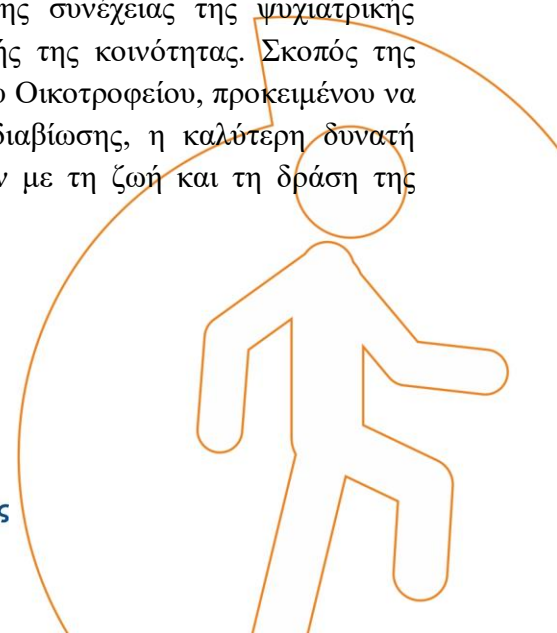 ης συνέχειας της ψυχιατρικής
ής της κοινότητας. Σκοπός της
Οικοτροφείου, προκειμένου να
διαβίωσης, η καλύτερη δυνατή
με τη ζωή και τη δράση της
ς